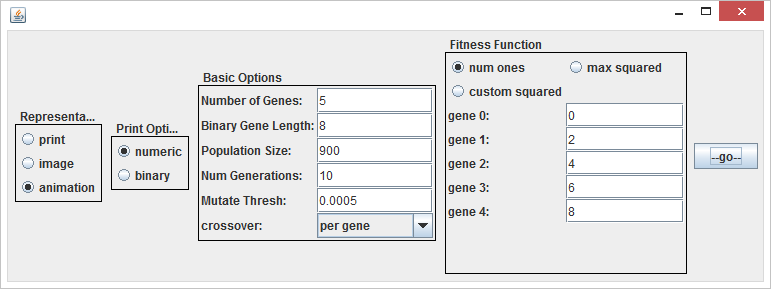 Representa...
print
image
animation
Print Opti...
numeric
binary
Basic Options
Number of Genes: 5
Binary Gene Length: 8
Population Size: 900
Num Generations: 10
Mutate Thresh: 0.0005
crossover: per gene
Fitness Function
num ones max squared
custom squared
gene 0: 0
gene 1: 2
gene 2: 4
gene 3: 6
gene 4: 8
--go--